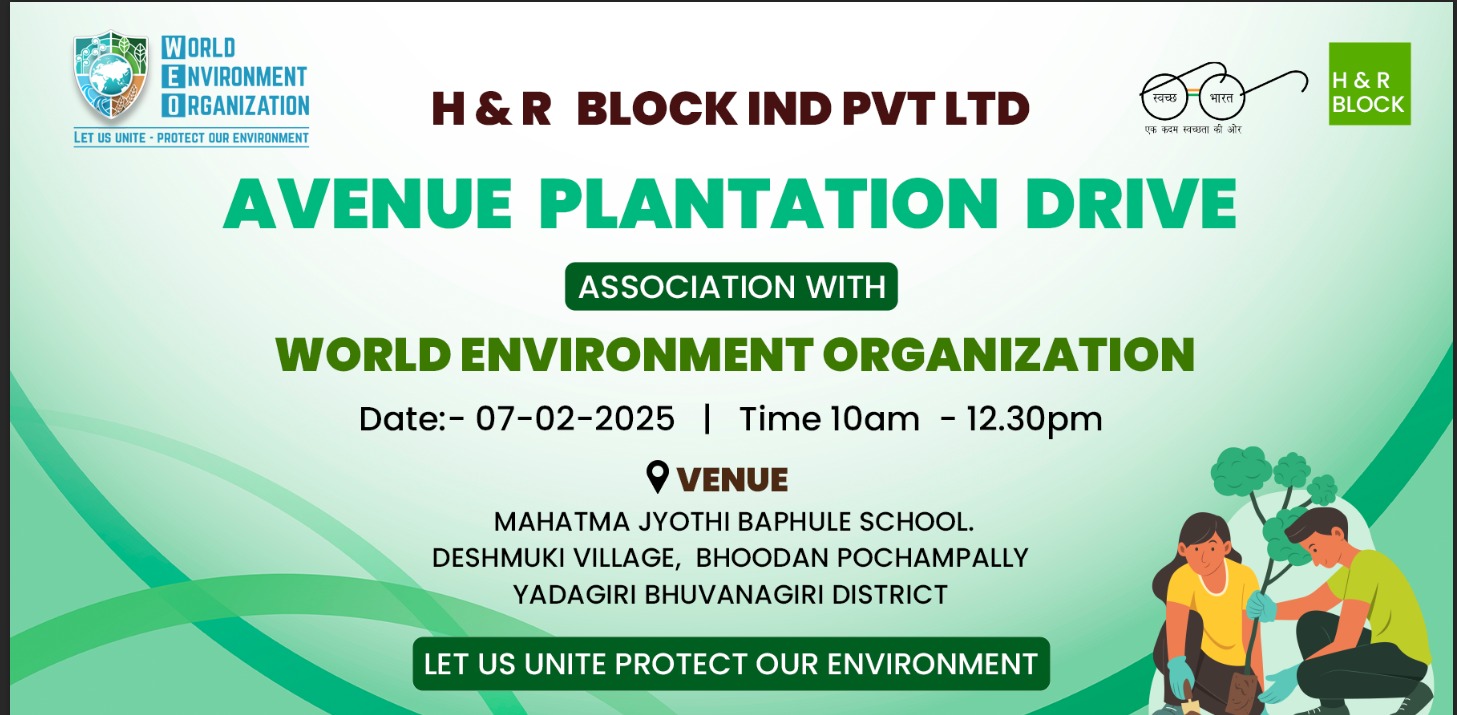 WORLD
ENVIRONMENT
ORGANIZATION
LET US UNITE - PROTECT OUR ENVIRONMENT
H & R BLOCK IND PVT LTD
स्वच्छ भारत
एक कदम स्वच्छता की ओर
H & R
BLOCK
AVENUE PLANTATION DRIVE
ASSOCIATION WITH
WORLD ENVIRONMENT ORGANIZATION
Date:- 07-02-2025 | Time 10am - 12.30pm
VENUE
MAHATMA JYOTHI BAPHULE SCHOOL.
DESHMUKI VILLAGE, BHOODAN POCHAMPALLY
YADAGIRI BHUVANAGIRI DISTRICT
LET US UNITE PROTECT OUR ENVIRONMENT